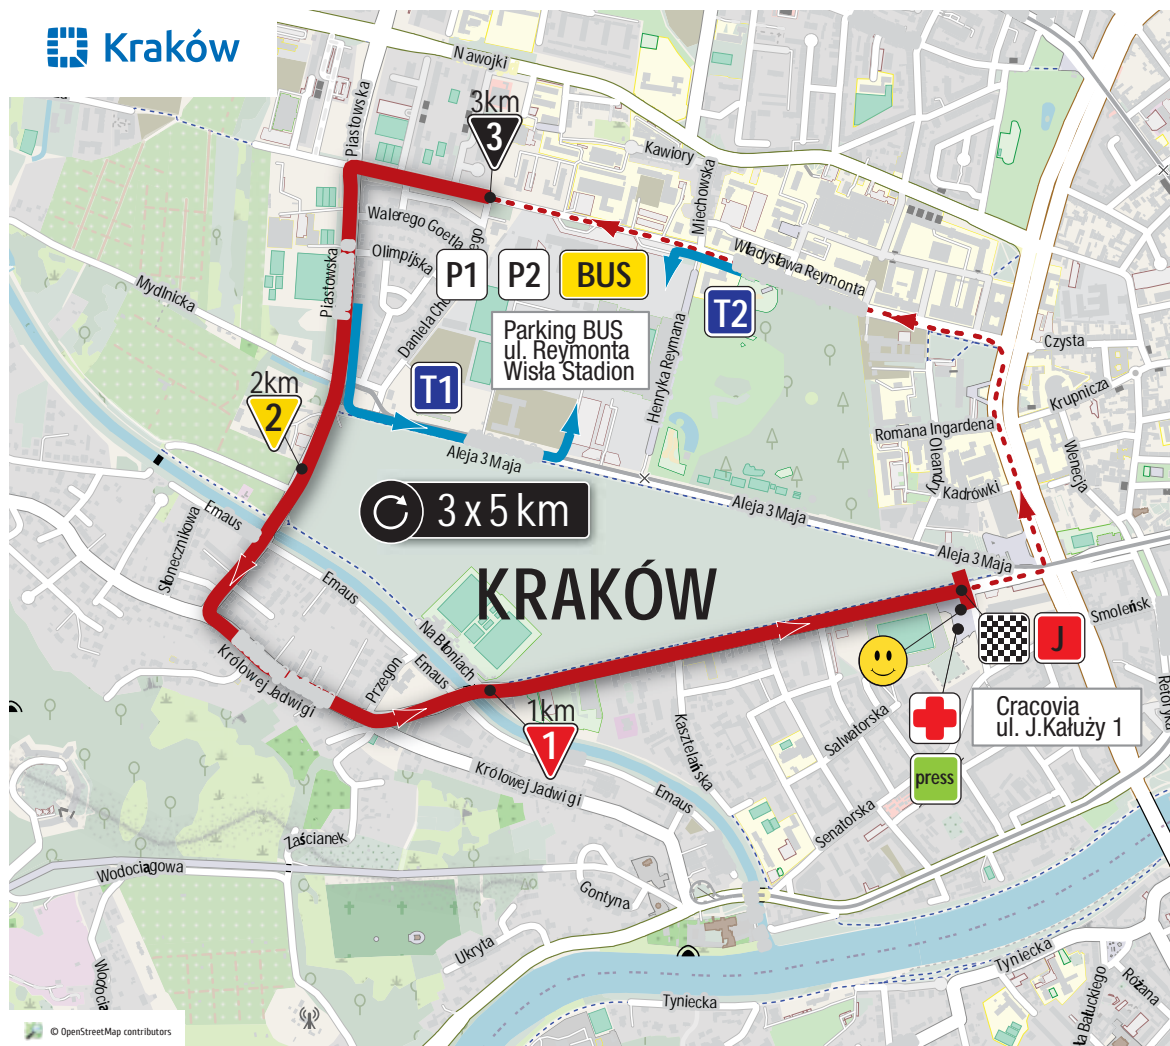 Kraków
Nawojki
3km
3
Piastowska
Kawiory
Miechowska
Walerego Goetla
Olimpijska
Władysława Reymonta
P1 P2 BUS
Mydlnicka
Piastowska
T2
Parking BUS
ul. Reymonta
Wisła Stadion
Henryka Reymana
Czysta
T1
2km
2
Krupnicza
Romana Ingardena
Oleandry
Wenecja
Aleja 3 Maja
Kadrówki
Aleja 3 Maja
3 x 5 km
Emaus
Słonecznikowa
Aleja 3 Maja
KRAKÓW
Emaus
Smoleńsk
Na Błoniach
J
Królowej Jadwigi
Przegon
Emaus
1km
1
Kasztelańska
Salwatorska
Cracovia
ul. J.Kałuży 1
press
Królowej Jadwigi
Emaus
Senatorska
Zaścianek
Wodociągowa
Gontyna
Ukryta
Tyniecka
Tyniecka
Różana
© OpenStreetMap contributors